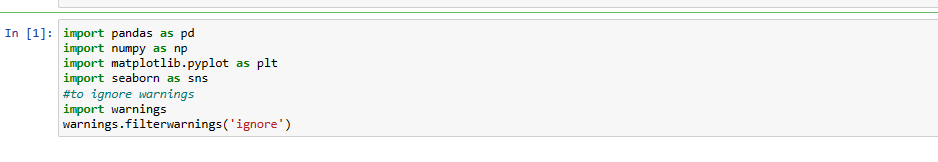 In [1]: import pandas as pd
import numpy as np
import matplotlib.pyplot as plt
import seaborn as sns
#to ignore warnings
import warnings
warnings.filterwarnings('ignore')